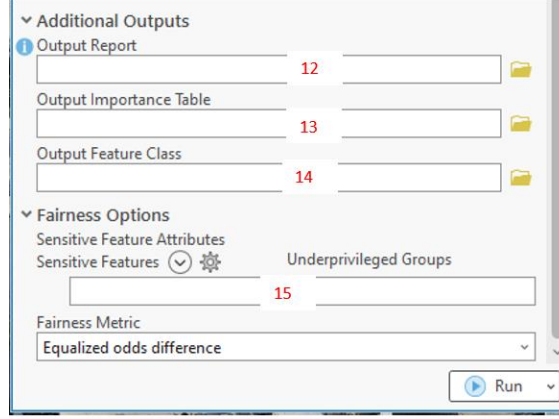 Additional Outputs
Output Report
12
Output Importance Table
13
Output Feature Class
14
Fairness Options
Sensitive Feature Attributes
Sensitive Features Underprivileged Groups
15
Fairness Metric
Equalized odds difference
Run